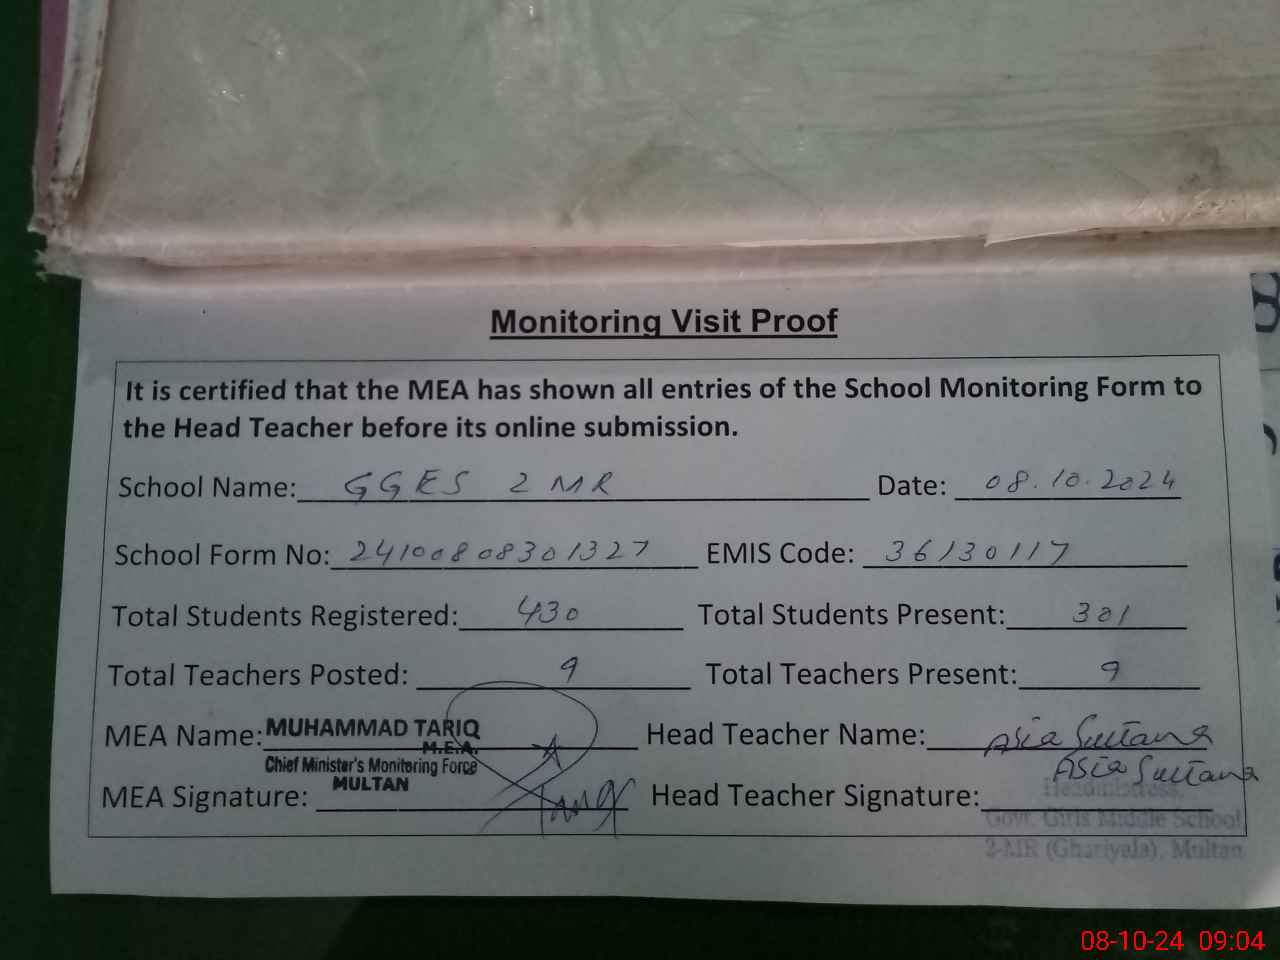 Monitoring Visit Proof
It is certified that the MEA has shown all entries of the School Monitoring Form to
the Head Teacher before its online submission.
School Name: GGES 2 MR Date: 08.10.2024
School Form No: 24100808301327 EMIS Code: 36130117
Total Students Registered: 430 Total Students Present: 301
Total Teachers Posted: 9 Total Teachers Present: 9
MEA Name: MUHAMMAD TARIQ Head Teacher Name: Asia Sultana
M.E.A.
Chief Minister's Monitoring Force
MULTAN
MEA Signature: Head Teacher Signature: Asia Sultana
Headmistress,
Govt. Girls Middle School
2-MR (Ghariyala), Multan
08-10-24 09:04